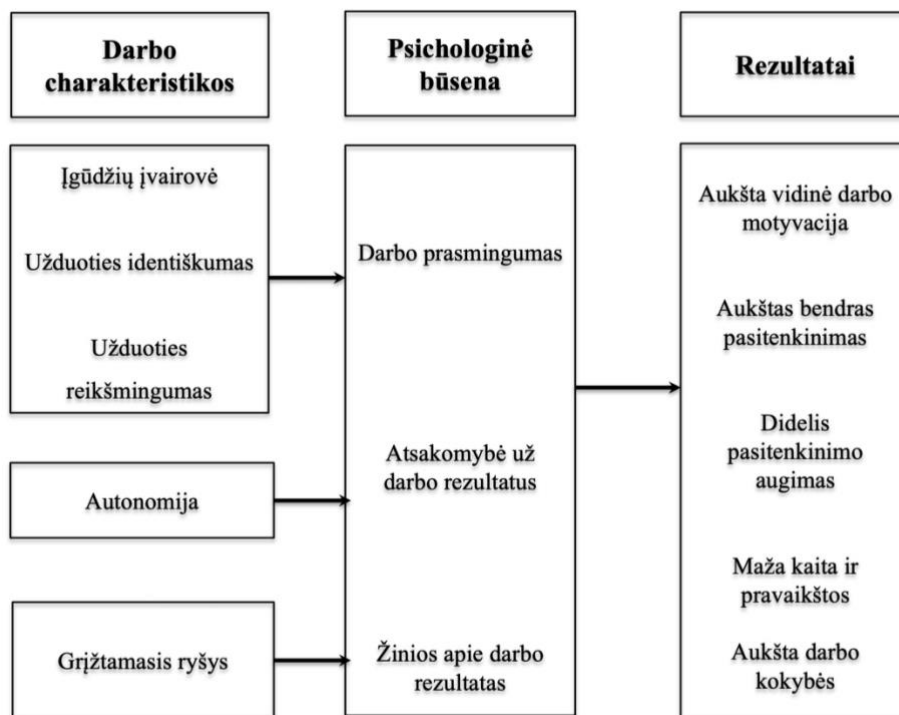 Darbo
charakteristikos
Psichologinė
būsena
Rezultatai
Įgūdžių įvairovė
Užduoties identiškumas
Užduoties
reikšmingumas
Autonomija
Grįžtamasis ryšys
Darbo prasmingumas
Atsakomybė už
darbo rezultatus
Žinios apie darbo
rezultatas
Aukšta vidinė darbo
motyvacija
Aukštas bendras
pasitenkinimas
Didelis
pasitenkinimo
augimas
Maža kaita ir
pravaikštos
Aukšta darbo
kokybės